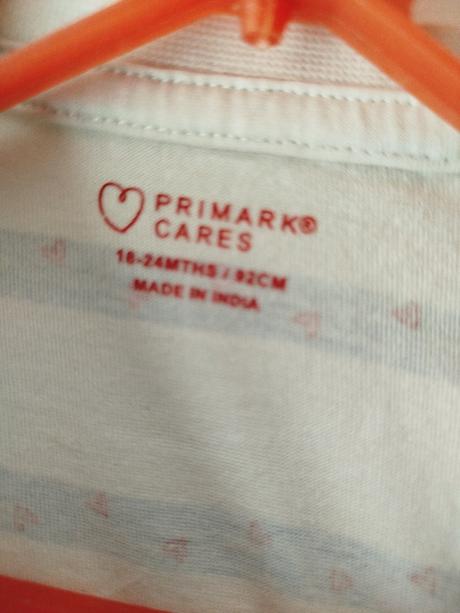 PRIMARK®
CARES
18-24MTHS / 92CM
MADE IN INDIA